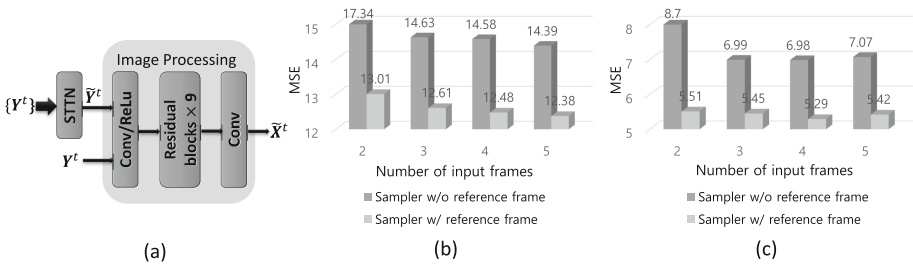 Image Processing
{Yᵗ}
STTN
Ỹᵗ
Yᵗ
Conv/ReLu
Residual blocks × 9
Conv
X̃ᵗ
(a)
MSE
15
14
13
12
17.34
13.01
14.63
12.61
14.58
12.48
14.39
12.38
2 3 4 5
Number of input frames
Sampler w/o reference frame
Sampler w/ reference frame
(b)
MSE
8
7
6
5
8.7
5.51
6.99
5.45
6.98
5.29
7.07
5.42
2 3 4 5
Number of input frames
Sampler w/o reference frame
Sampler w/ reference frame
(c)